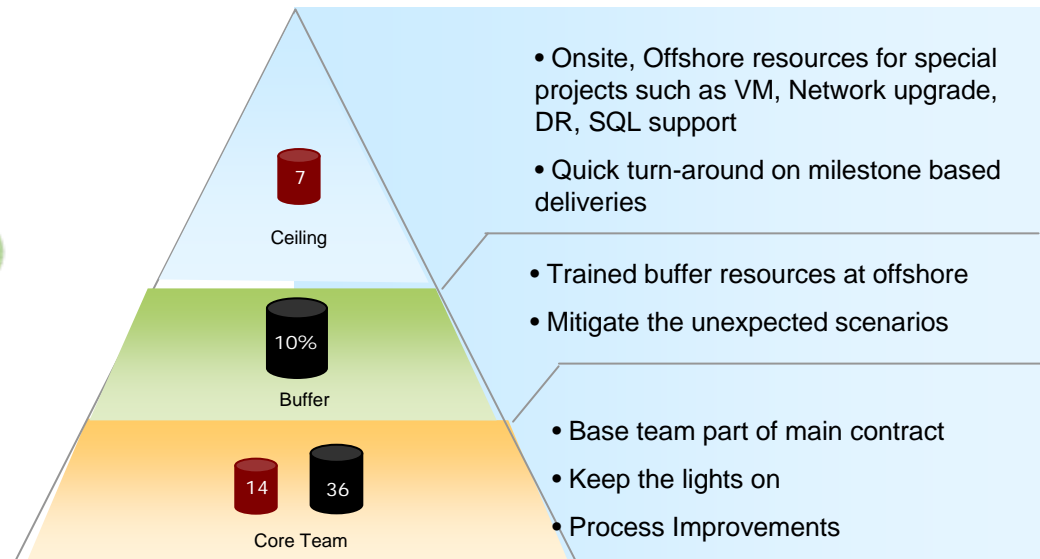 • Onsite, Offshore resources for special
projects such as VM, Network upgrade,
DR, SQL support
• Quick turn-around on milestone based
deliveries
7
Ceiling
• Trained buffer resources at offshore
• Mitigate the unexpected scenarios
10%
Buffer
• Base team part of main contract
• Keep the lights on
• Process Improvements
14 36
Core Team